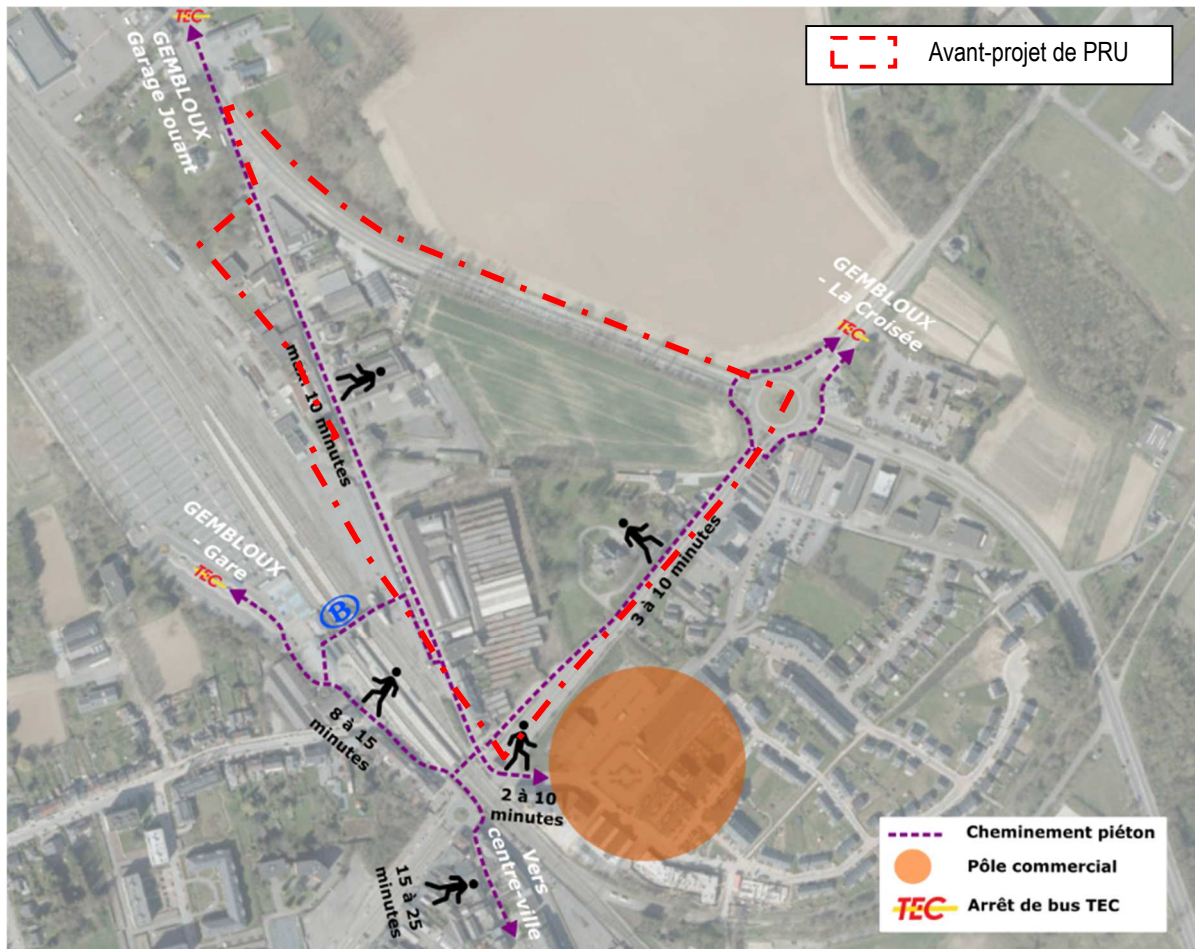 TEC
GEMBLOUX
- Garage Jouant
Avant-projet de PRU
GEMBLOUX
- La Croisée
TEC
maxi 10 minutes
GEMBLOUX
- Gare
TEC
B
3 à 10 minutes
8 à 15
minutes
2 à 10
minutes
Vers
centre-ville
15 à 25
minutes
Cheminement piéton
Pôle commercial
TEC Arrêt de bus TEC